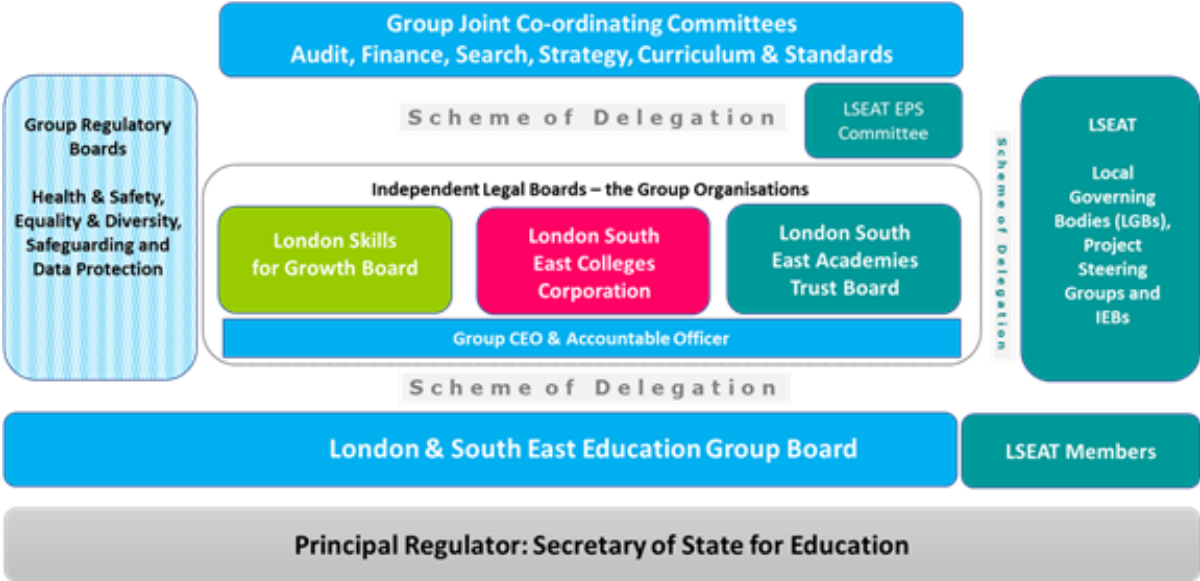 Group Joint Co-ordinating Committees
Audit, Finance, Search, Strategy, Curriculum & Standards
Group Regulatory
Boards
Health & Safety,
Equality & Diversity,
Safeguarding and
Data Protection
Scheme of Delegation
LSEAT EPS
Committee
Independent Legal Boards – the Group Organisations
London Skills
for Growth Board
London South
East Colleges
Corporation
London South
East Academies
Trust Board
Group CEO & Accountable Officer
Scheme of Delegation
LSEAT
Local
Governing
Bodies (LGBs),
Project
Steering
Groups and
IEBs
Scheme of Delegation
London & South East Education Group Board
LSEAT Members
Principal Regulator: Secretary of State for Education